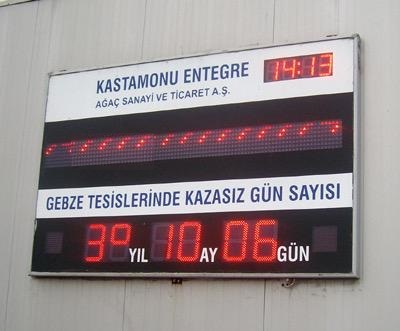 KASTAMONU ENTEGRE
AĞAÇ SANAYİ VE TİCARET A.Ş.
14:13
GEBZE TESİSLERİNDE KAZASIZ GÜN SAYISI
3º YIL 10 AY 06 GÜN